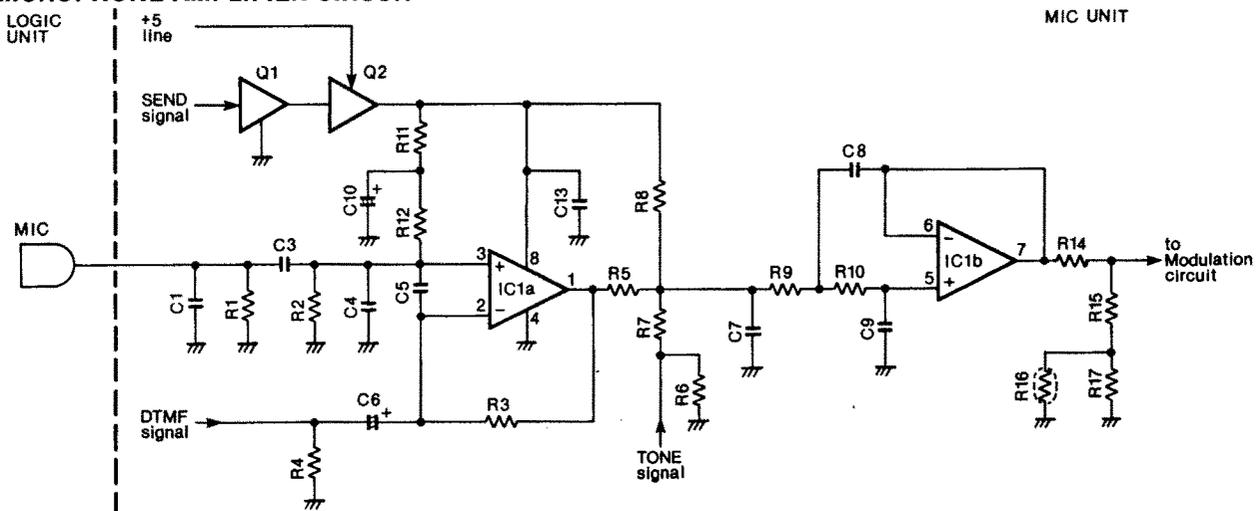 LOGIC
UNIT
+5
line
MIC UNIT
Q1
Q2
SEND
signal
R11
C10
+
R12
C13
R8
C8
MIC
C3
3
+
8
6
−
7
R14
to
Modulation
circuit
C1
R1
R2
C4
C5
IC1a
1
R5
R9
R10
IC1b
5
+
2
−
4
R7
C7
C9
R15
R6
R16
R17
C6
+
R3
DTMF
signal
R4
TONE
signal